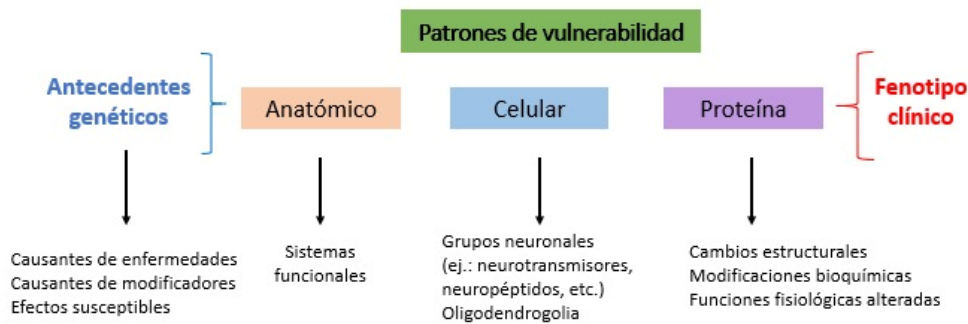 Patrones de vulnerabilidad
Antecedentes
genéticos
Anatómico
Celular
Proteína
Fenotipo
clínico
Causantes de enfermedades
Causantes de modificadores
Efectos susceptibles
Sistemas
funcionales
Grupos neuronales
(ej.: neurotransmisores,
neuropéptidos, etc.)
Oligodendrogolia
Cambios estructurales
Modificaciones bioquímicas
Funciones fisiológicas alteradas